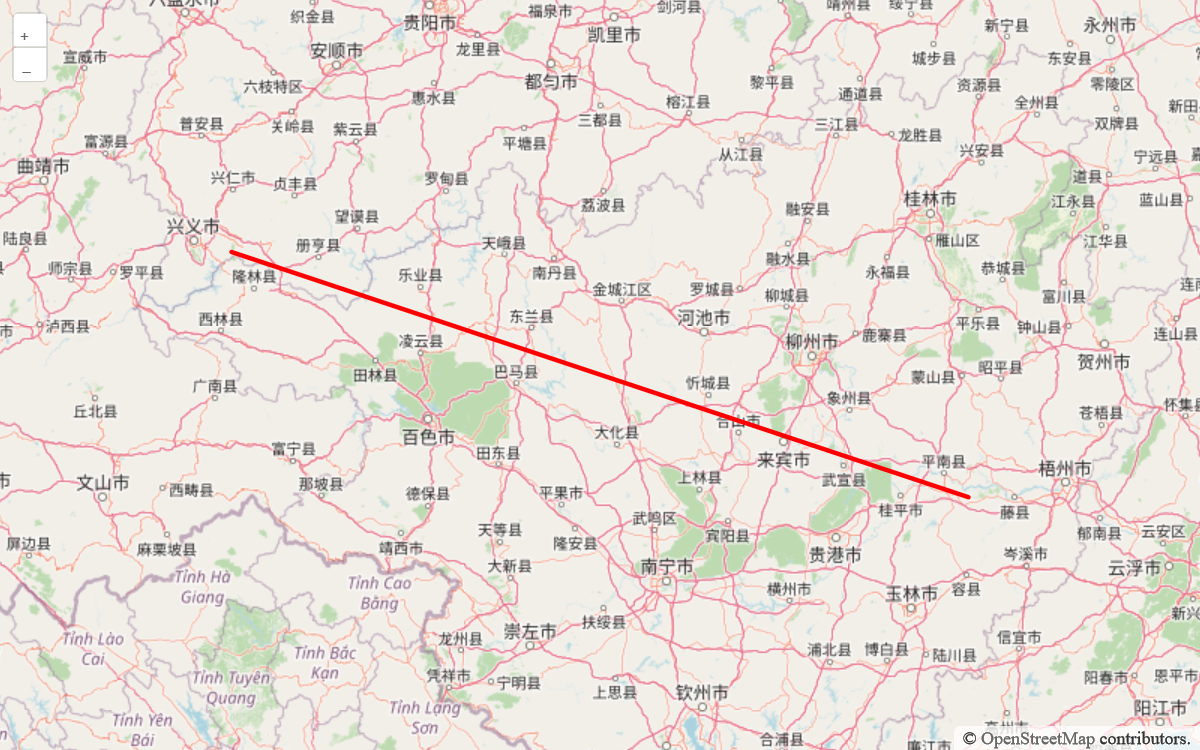 +
–
织金县
贵阳市
福泉市
剑河县
靖州县
绥宁县
永州市
宣威市
安顺市
龙里县
凯里市
新宁县
城步县
东安县
六枝特区
惠水县
都匀市
黎平县
通道县
资源县
零陵区
普安县
关岭县
紫云县
三都县
榕江县
三江县
全州县
双牌县
新田
富源县
平塘县
从江县
龙胜县
兴安县
宁远县
曲靖市
兴仁市
贞丰县
罗甸县
道县
兴义市
望谟县
荔波县
融安县
桂林市
江永县
蓝山县
陆良县
册亨县
天峨县
雁山区
江华县
师宗县
罗平县
隆林县
乐业县
南丹县
融水县
永福县
恭城县
金城江区
罗城县
柳城县
富川县
泸西县
西林县
东兰县
河池市
鹿寨县
平乐县
钟山县
连山县
凌云县
柳州市
贺州市
广南县
田林县
巴马县
忻城县
蒙山县
昭平县
丘北县
象州县
苍梧县
怀集县
百色市
大化县
合山市
富宁县
田东县
来宾市
平南县
梧州市
文山市
西畴县
那坡县
德保县
平果市
上林县
武宣县
桂平市
藤县
屏边县
麻栗坡县
靖西市
天等县
隆安县
武鸣区
宾阳县
贵港市
郁南县
云安区
岑溪市
大新县
南宁市
云浮市
Tỉnh Hà
Giang
Tỉnh Cao
Bằng
横州市
玉林市
容县
扶绥县
Tỉnh Lào
Cai
龙州县
崇左市
信宜市
Tỉnh Bắc
Kạn
浦北县
博白县
陆川县
Tỉnh Tuyên
Quang
凭祥市
宁明县
上思县
钦州市
阳春市
恩平市
Tỉnh Lạng
Sơn
Tỉnh Yên
Bái
阳江市
合浦县
廉江市
© OpenStreetMap contributors.